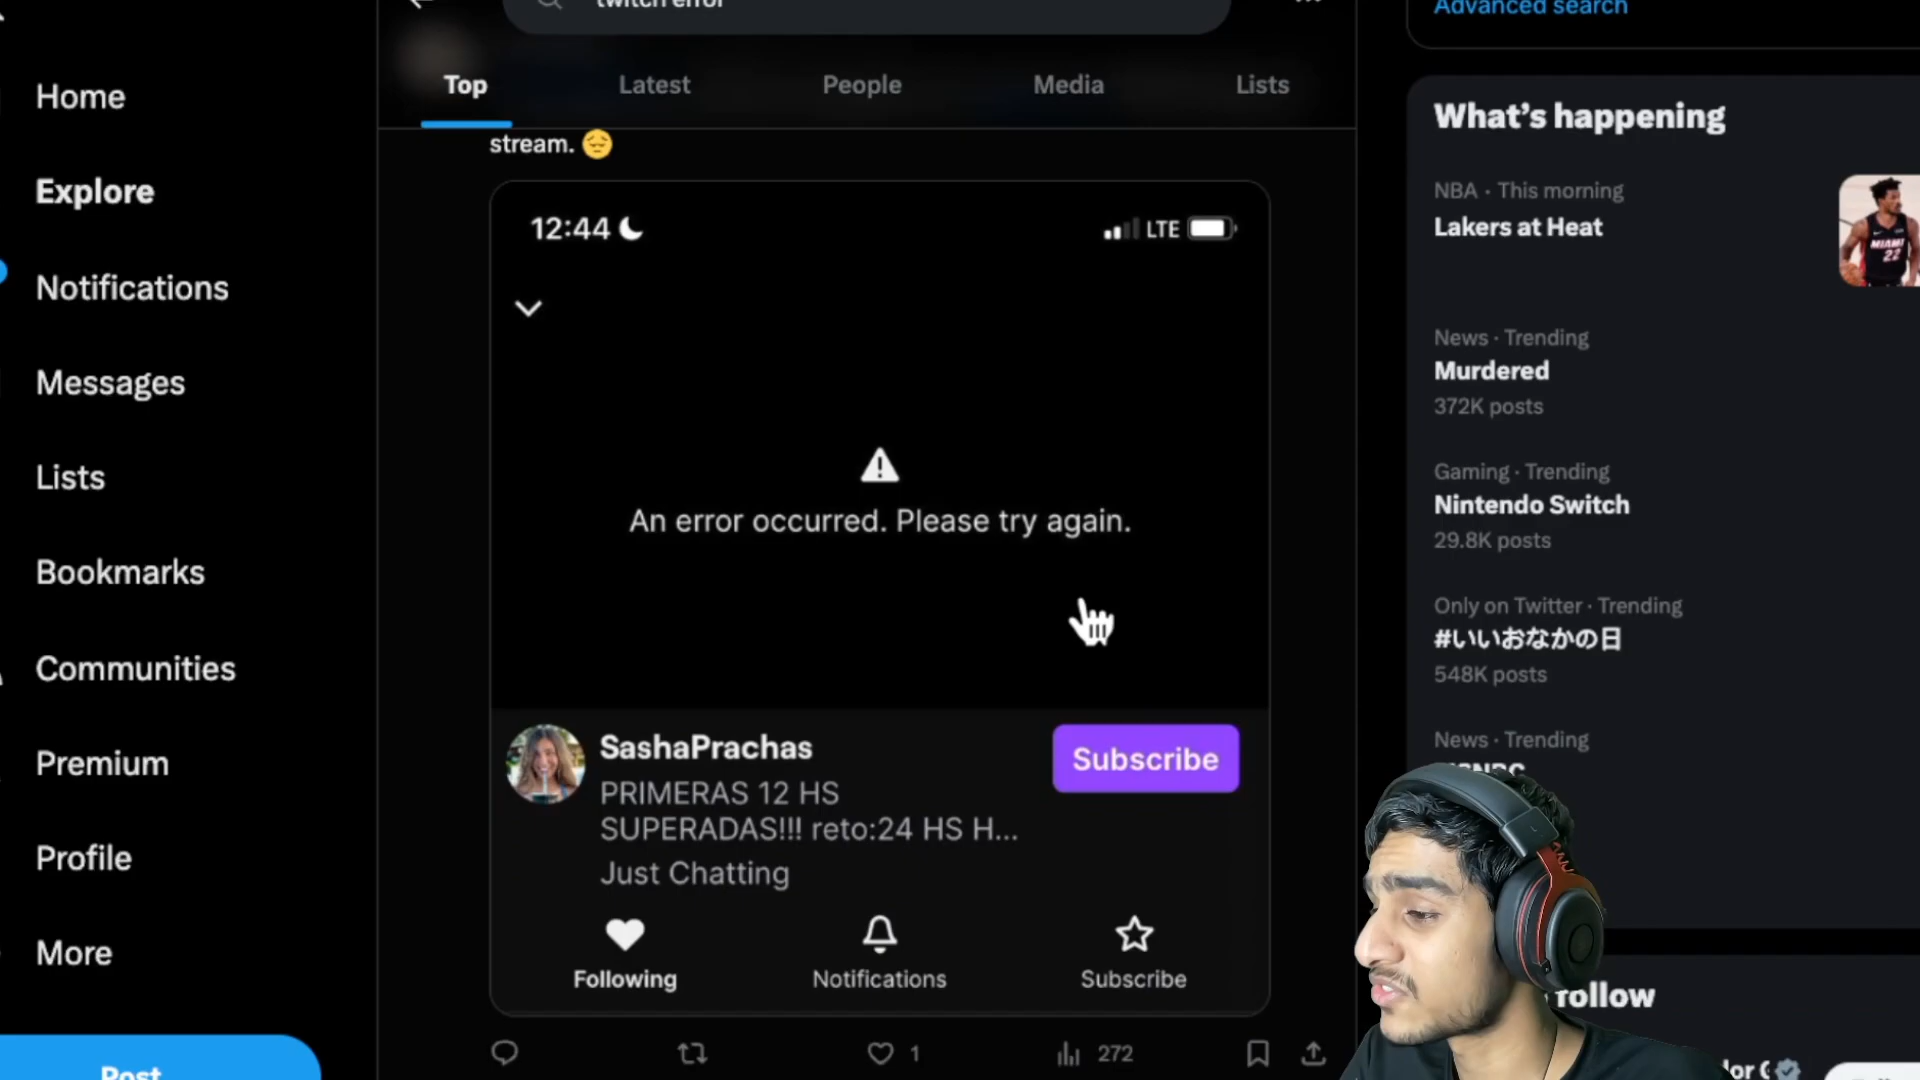 twitch error
Advanced search
Home
Explore
Notifications
Messages
Lists
Bookmarks
Communities
Premium
Profile
More
Post
Top
Latest
People
Media
Lists
stream. 😔
12:44
LTE
An error occurred. Please try again.
SashaPrachas
PRIMERAS 12 HS
SUPERADAS!!! reto:24 HS H...
Just Chatting
Subscribe
Following
Notifications
Subscribe
1
272
What's happening
NBA · This morning
Lakers at Heat
MIAMI
22
News · Trending
Murdered
372K posts
Gaming · Trending
Nintendo Switch
29.8K posts
Only on Twitter · Trending
#いいおなかの日
548K posts
News · Trending
follow